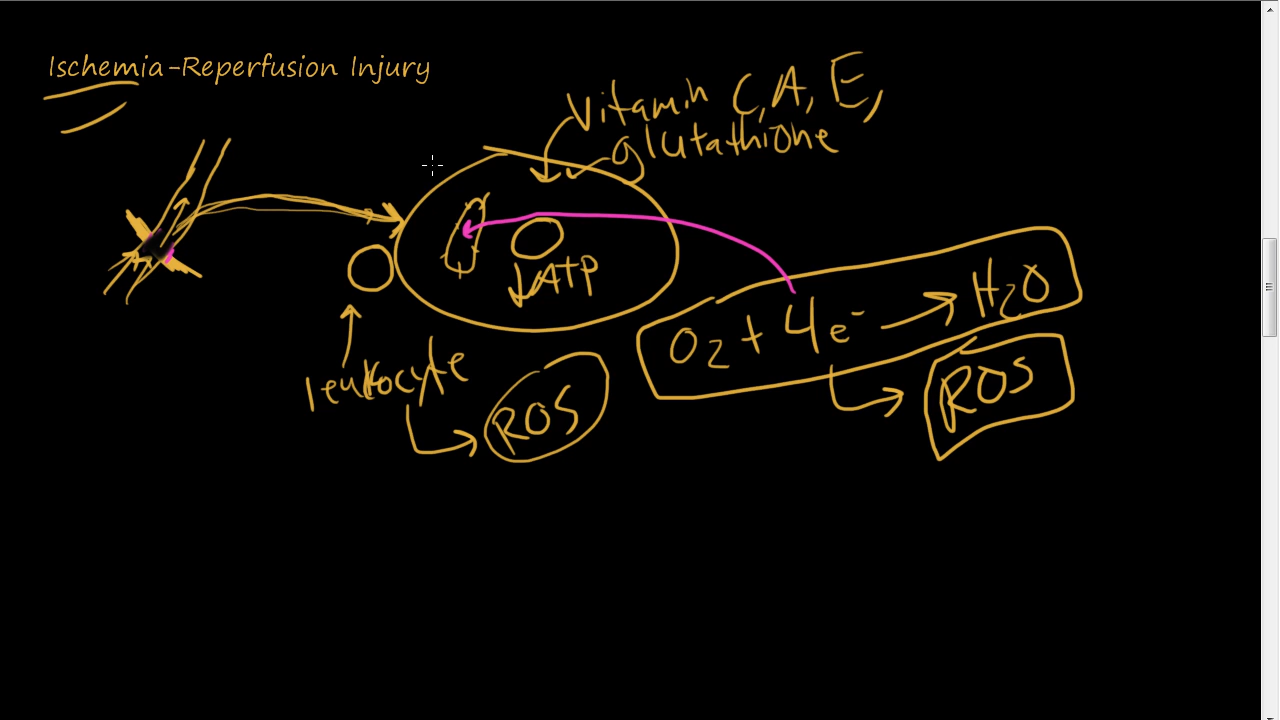 Ischemia-Reperfusion Injury
Vitamin C, A, E,
glutathione
↓ATP
O2 + 4e- → H2O
leukocyte
ROS
ROS